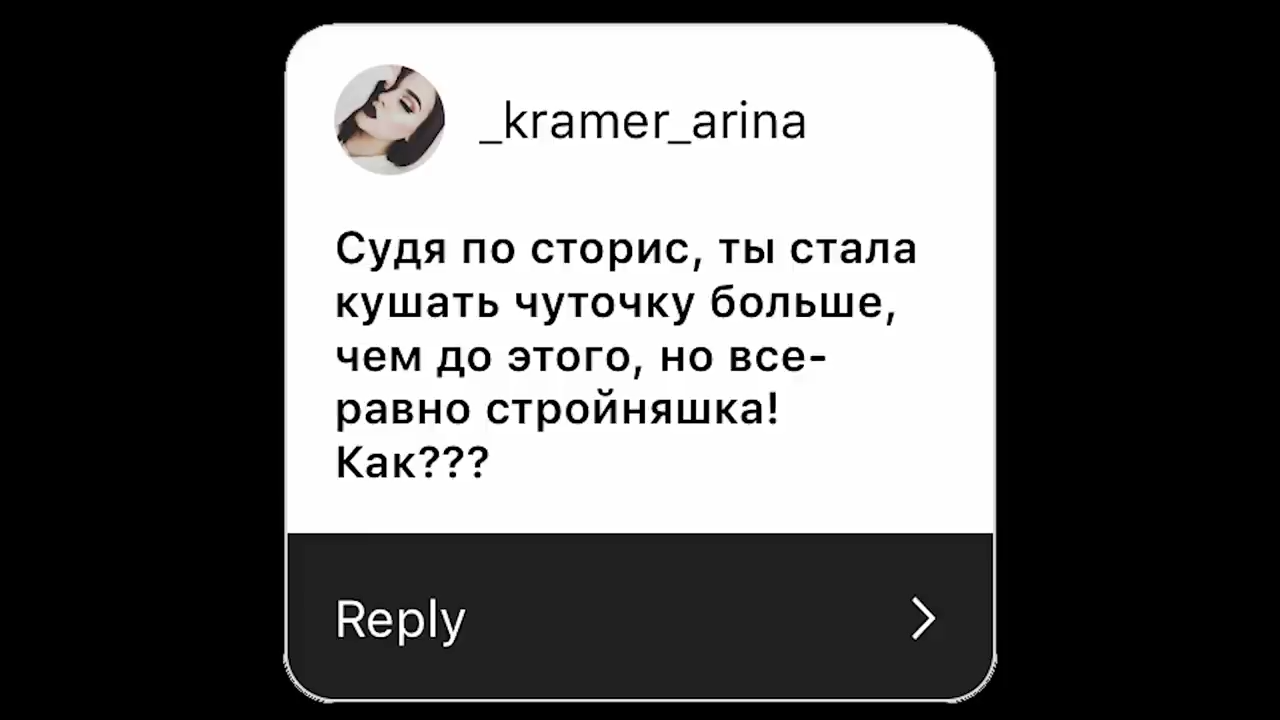 _kramer_arina
Судя по сторис, ты стала
кушать чуточку больше,
чем до этого, но все-
равно стройняшка!
Как???
Reply